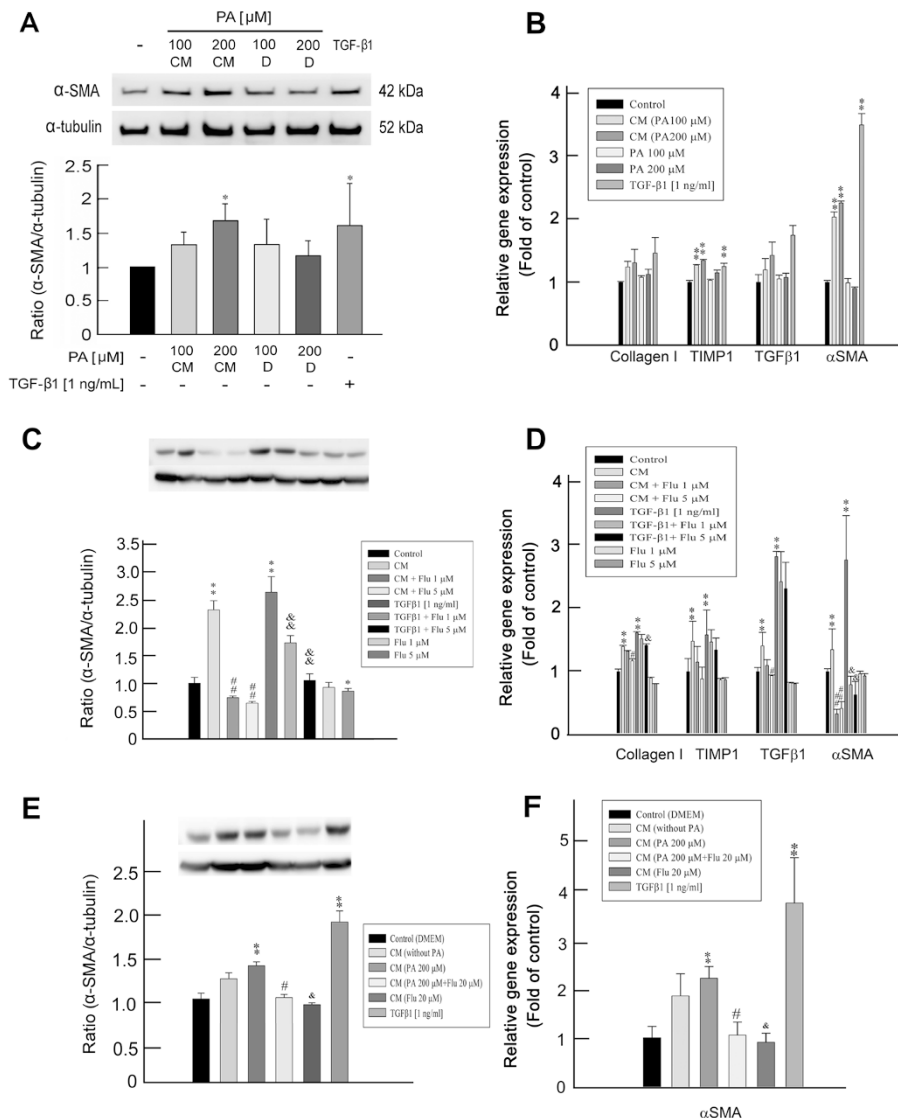 A
PA [µM]
- 100 200 100 200 TGF-β1
CM CM D D
α-SMA 42 kDa
α-tubulin 52 kDa
Ratio (α-SMA/α-tubulin)
3.0
2.5
2.0
1.5
1.0
0.5
0
*
*
PA [µM] - 100 200 100 200 -
CM CM D D
TGF-β1 [1 ng/mL] - - - - - +
B
Relative gene expression
(Fold of control)
4
3
2
1
0
Control
CM (PA100 µM)
CM (PA200 µM)
PA 100 µM
PA 200 µM
TGF-β1 [1 ng/ml]
** ** ** ** ** **
Collagen I TIMP1 TGFβ1 αSMA
C
Ratio (α-SMA/α-tubulin)
3.5
3.0
2.5
2.0
1.5
1.0
0.5
0.0
** ## ## ** && && *
Control
CM
CM + Flu 1 µM
CM + Flu 5 µM
TGFβ1 [1 ng/ml]
TGFβ1 + Flu 1 µM
TGFβ1 + Flu 5 µM
Flu 1 µM
Flu 5 µM
D
Relative gene expression
(Fold of control)
4
3
2
1
0
Control
CM
CM + Flu 1 µM
CM + Flu 5 µM
TGF-β1 [1 ng/ml]
TGF-β1+ Flu 1 µM
TGF-β1+ Flu 5 µM
Flu 1 µM
Flu 5 µM
** # ** & ** ** ** ** ** ## ## ** & &
Collagen I TIMP1 TGFβ1 αSMA
E
Ratio (α-SMA/α-tubulin)
2.5
2.0
1.5
1.0
0.5
0.0
** # & **
Control (DMEM)
CM (without PA)
CM (PA 200 µM)
CM (PA 200 µM+Flu 20 µM)
CM (Flu 20 µM)
TGFβ1 [1 ng/ml]
F
Relative gene expression
(Fold of control)
5
4
2
1
0
Control (DMEM)
CM (without PA)
CM (PA 200 µM)
CM (PA 200 µM+Flu 20 µM)
CM (Flu 20 µM)
TGFβ1 [1 ng/ml]
** # & **
αSMA